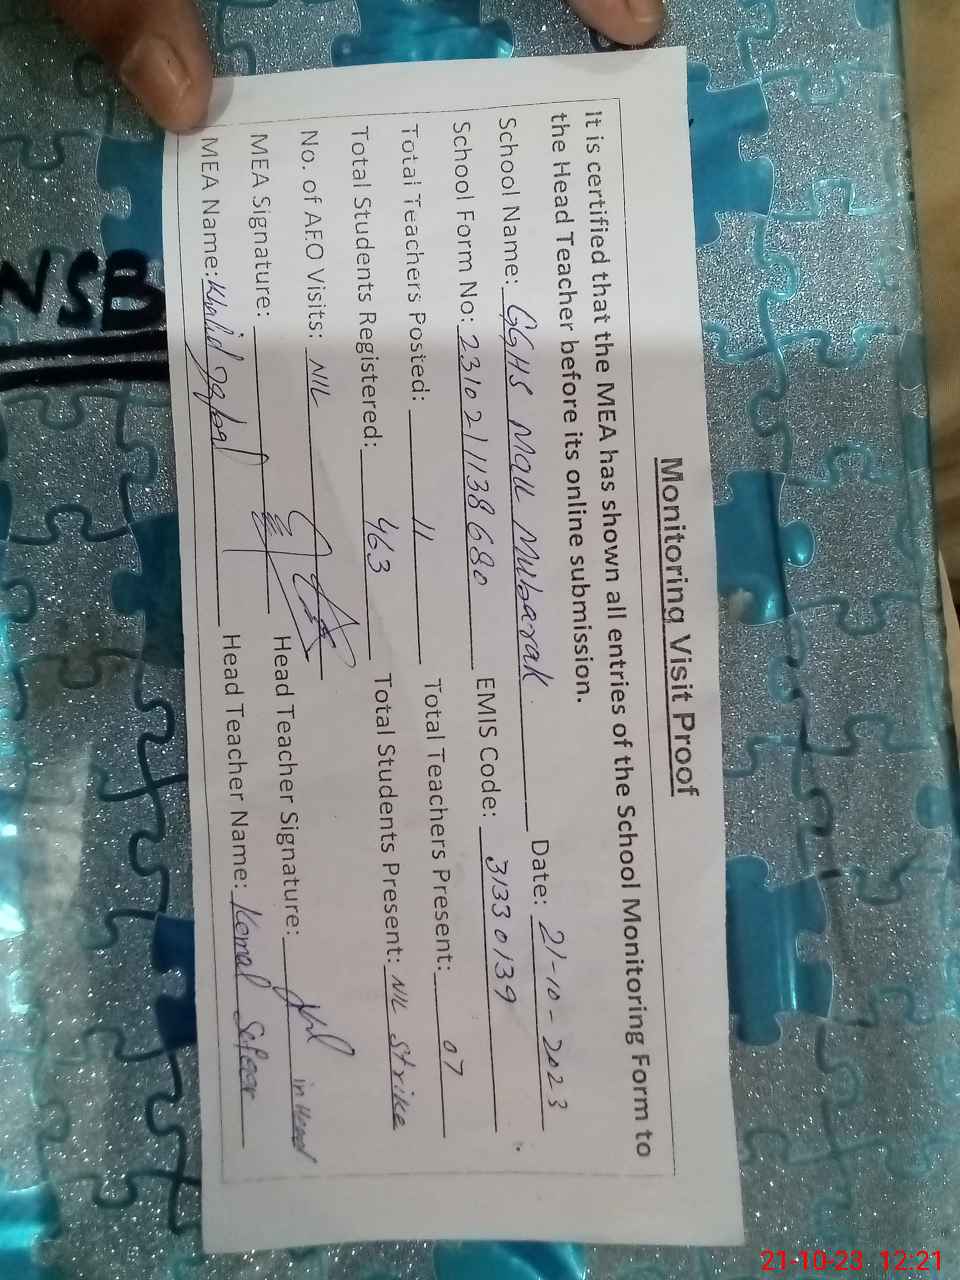 Monitoring Visit Proof
It is certified that the MEA has shown all entries of the School Monitoring Form to
the Head Teacher before its online submission.
School Name: GGHS Mall Mubarak Date: 21-10-2023
School Form No: 2310211138680 EMIS Code: 31330139
Total Teachers Posted: 11 Total Teachers Present: 07
Total Students Registered: 463 Total Students Present: NIL Strike
No. of AEO Visits: NIL
MEA Signature: Head Teacher Signature: in Head
MEA Name: Khalid Head Teacher Name: Komal
NSB
21-10-23 12:21